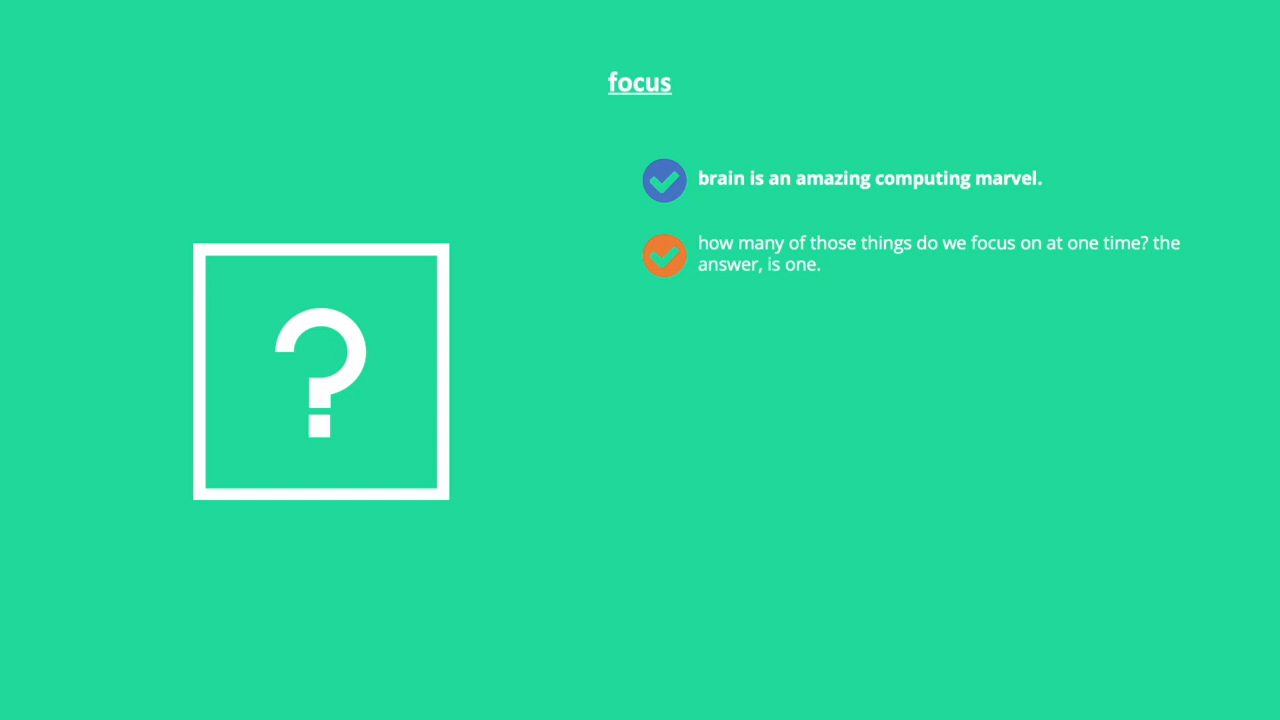 focus
brain is an amazing computing marvel.
how many of those things do we focus on at one time? the
answer, is one.
?